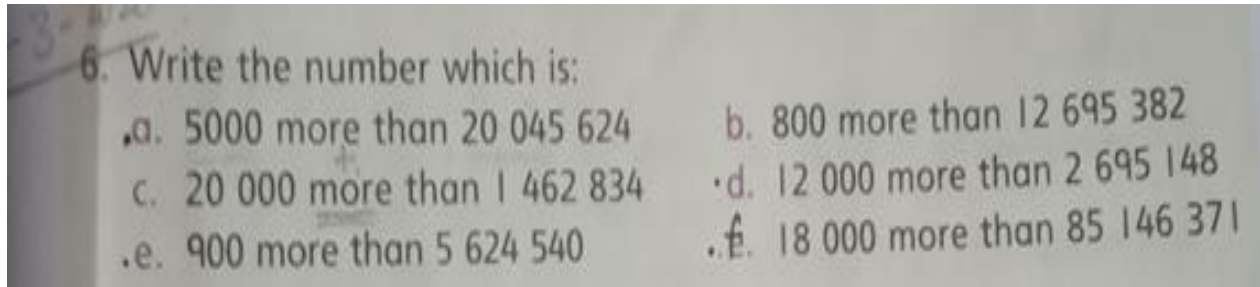 6. Write the number which is:
a. 5000 more than 20 045 624
b. 800 more than 12 695 382
c. 20 000 more than 1 462 834
d. 12 000 more than 2 695 148
e. 900 more than 5 624 540
f. 18 000 more than 85 146 371